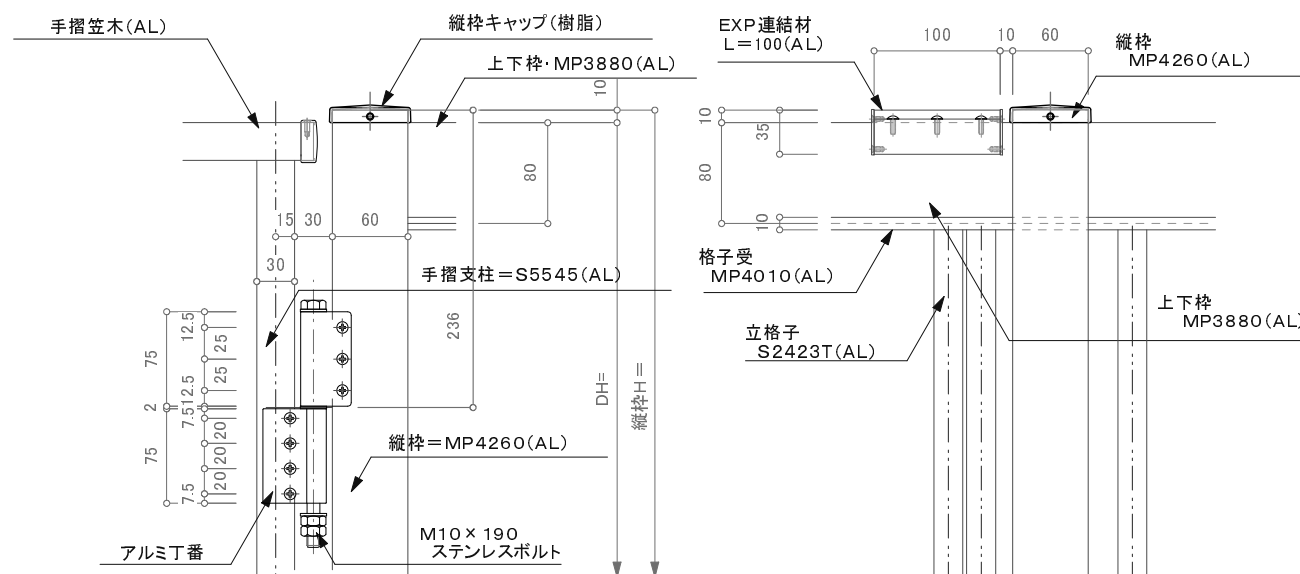 手摺笠木(AL)
縦枠キャップ(樹脂)
上下枠･MP3880(AL)
10
80
15
30
60
30
手摺支柱=S5545(AL)
236
75
12.5
25
25
12.5
2
7.5
20
20
20
7.5
75
DH=
縦枠H=
縦枠=MP4260(AL)
アルミ丁番
M10×190
ステンレスボルト
EXP連結材
L=100(AL)
100
10
60
縦枠
MP4260(AL)
10
35
80
10
格子受
MP4010(AL)
立格子
S2423T(AL)
上下枠
MP3880(AL)